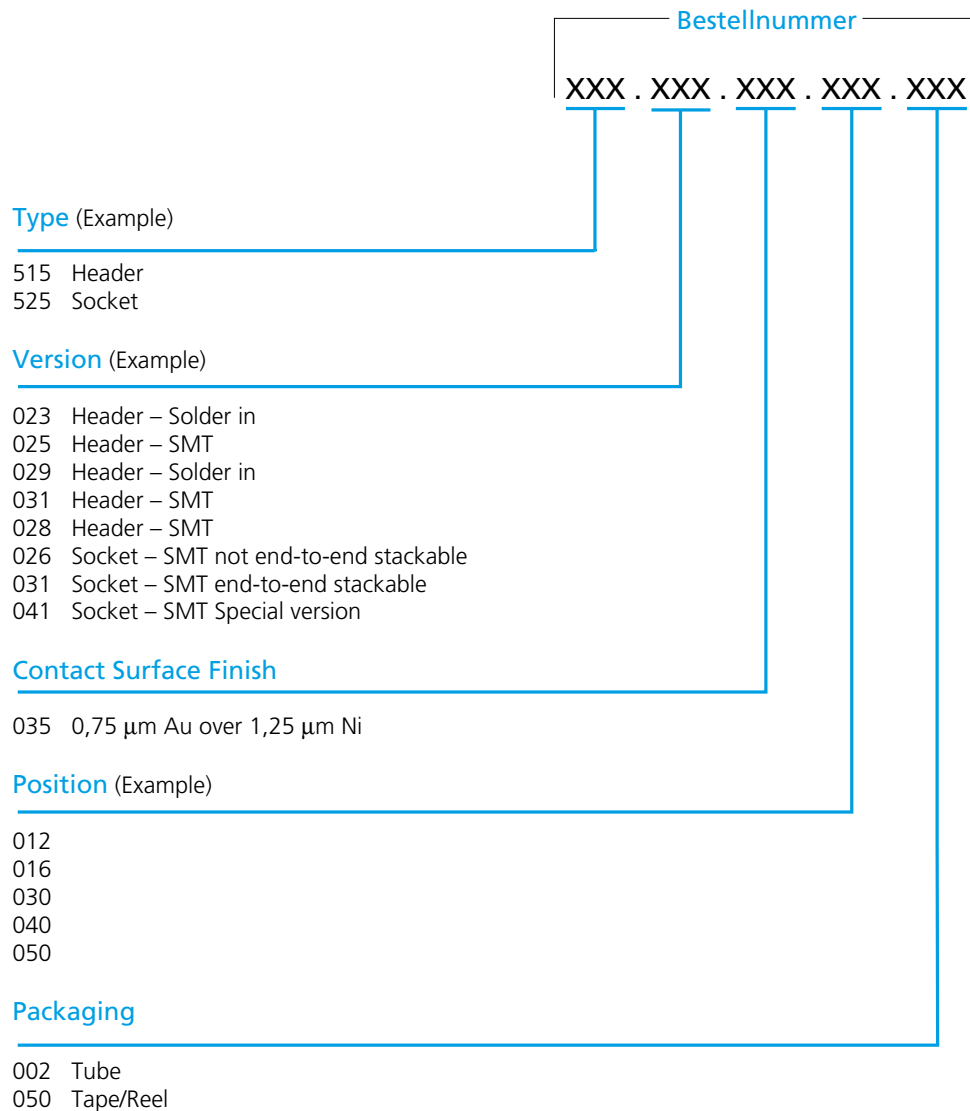 Bestellnummer
XXX . XXX . XXX . XXX . XXX
Type (Example)
515 Header
525 Socket
Version (Example)
023 Header – Solder in
025 Header – SMT
029 Header – Solder in
031 Header – SMT
028 Header – SMT
026 Socket – SMT not end-to-end stackable
031 Socket – SMT end-to-end stackable
041 Socket – SMT Special version
Contact Surface Finish
035 0,75 µm Au over 1,25 µm Ni
Position (Example)
012
016
030
040
050
Packaging
002 Tube
050 Tape/Reel